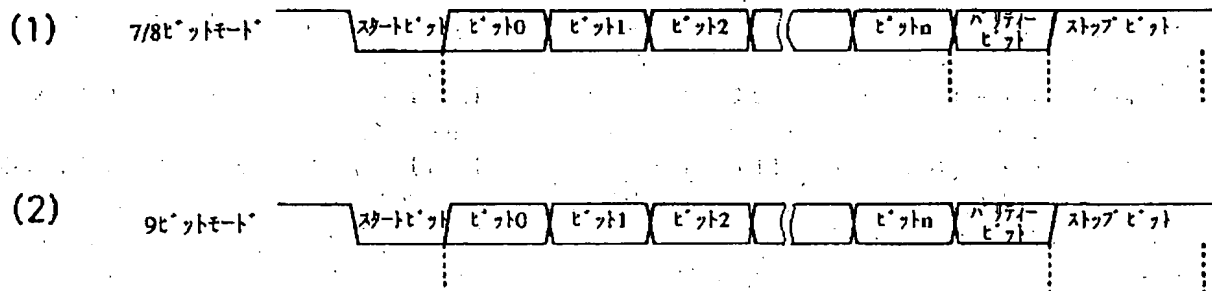 (1) 7/8ビットモード スタートビット ビット0 ビット1 ビット2 ビットn パリティービット ストップビット
(2) 9ビットモード スタートビット ビット0 ビット1 ビット2 ビットn パリティービット ストップビット